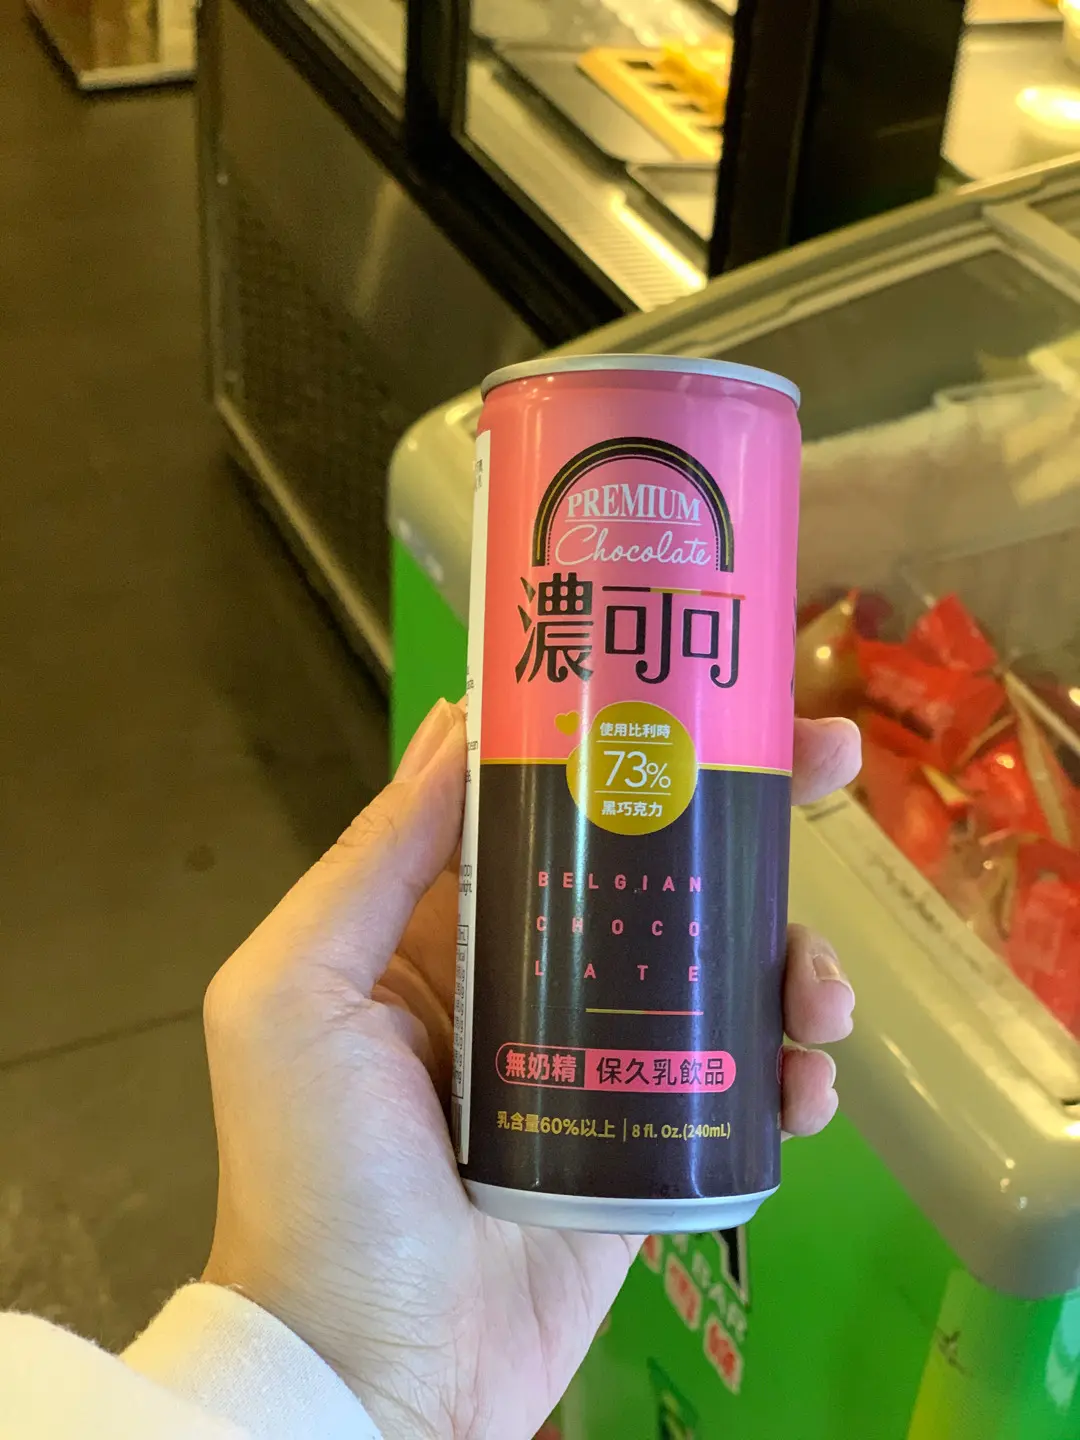 PREMIUM
Chocolate
濃可可
使用比利時
73%
黑巧克力
BELGIAN
CHOCO
LATE
無奶精 保久乳飲品
乳含量60%以上 | 8 fl. Oz.(240mL)
BAR